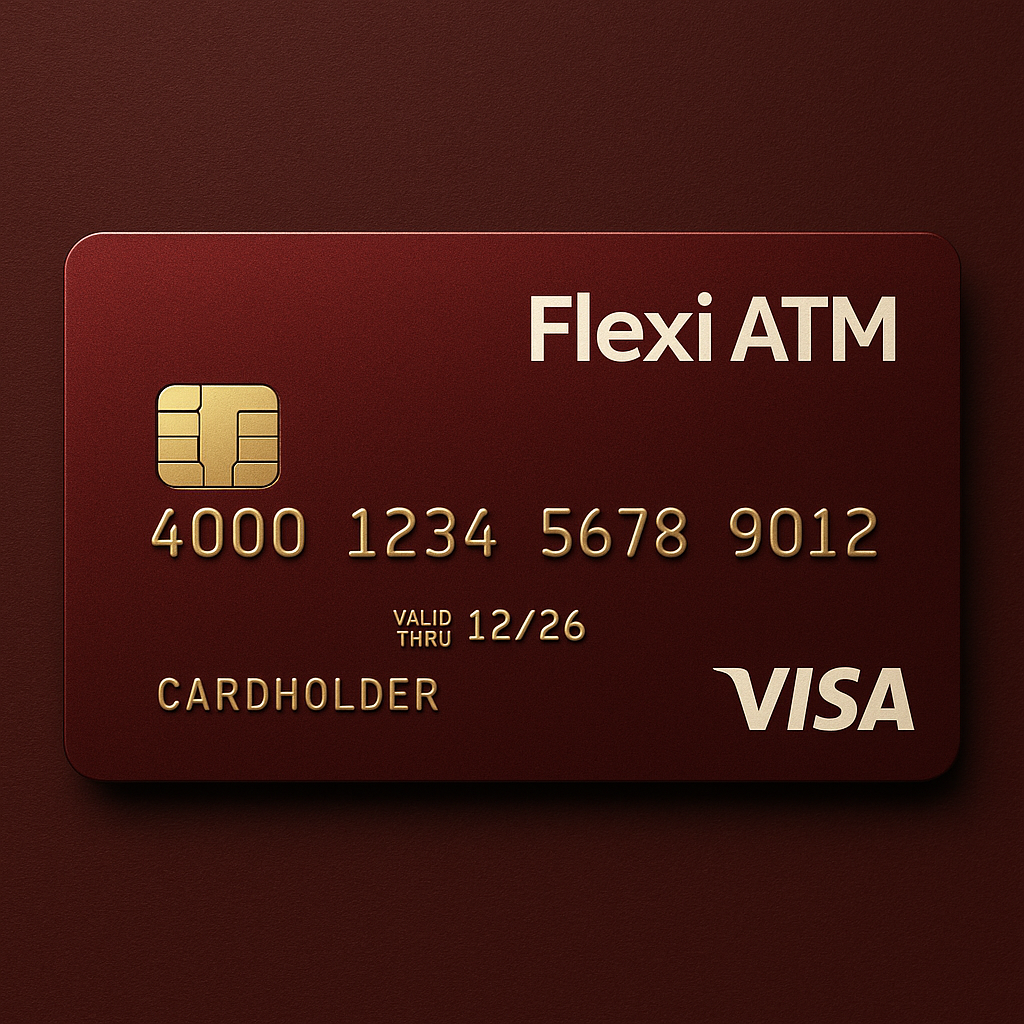 Flexi ATM
4000 1234 5678 9012
VALID
THRU 12/26
CARDHOLDER
VISA